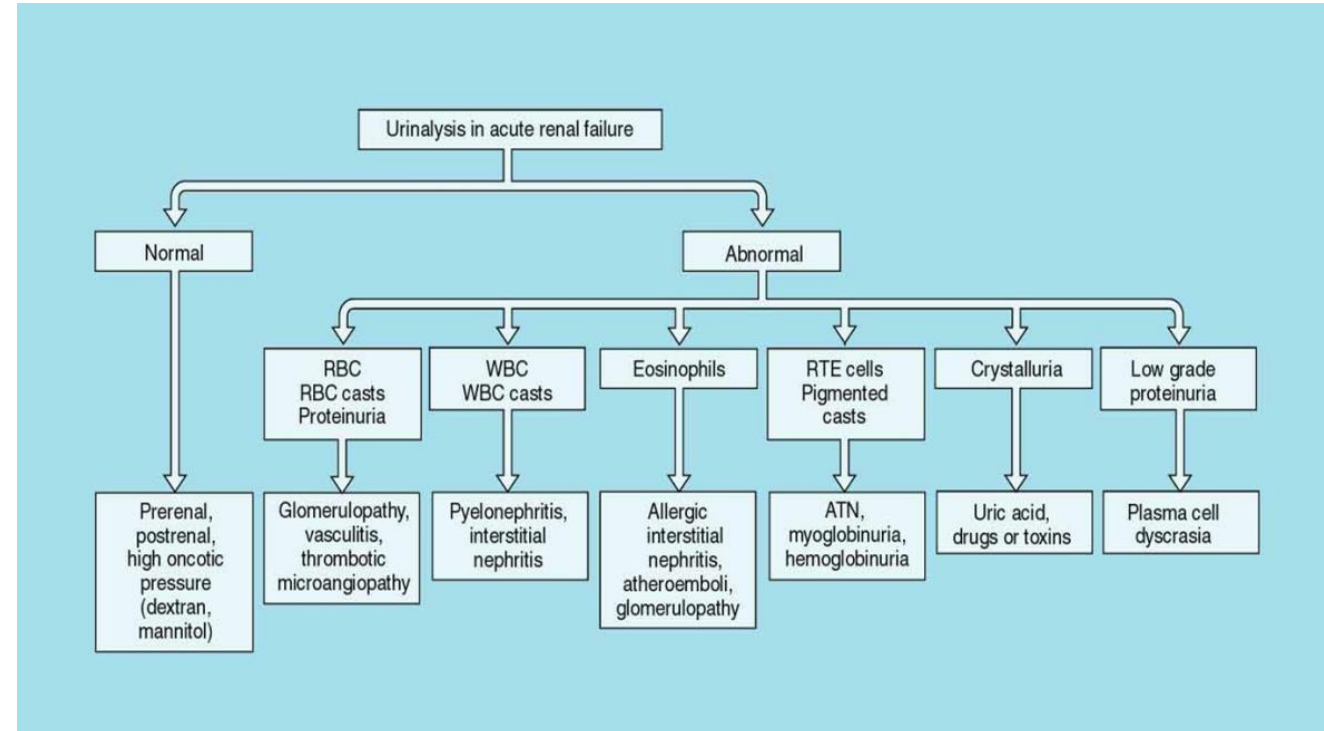 Urinalysis in acute renal failure
Normal
Abnormal
RBC
RBC casts
Proteinuria
WBC
WBC casts
Eosinophils
RTE cells
Pigmented
casts
Crystalluria
Low grade
proteinuria
Prerenal,
postrenal,
high oncotic
pressure
(dextran,
mannitol)
Glomerulopathy,
vasculitis,
thrombotic
microangiopathy
Pyelonephritis,
interstitial
nephritis
Allergic
interstitial
nephritis,
atheroemboli,
glomerulopathy
ATN,
myoglobinuria,
hemoglobinuria
Uric acid,
drugs or toxins
Plasma cell
dyscrasia